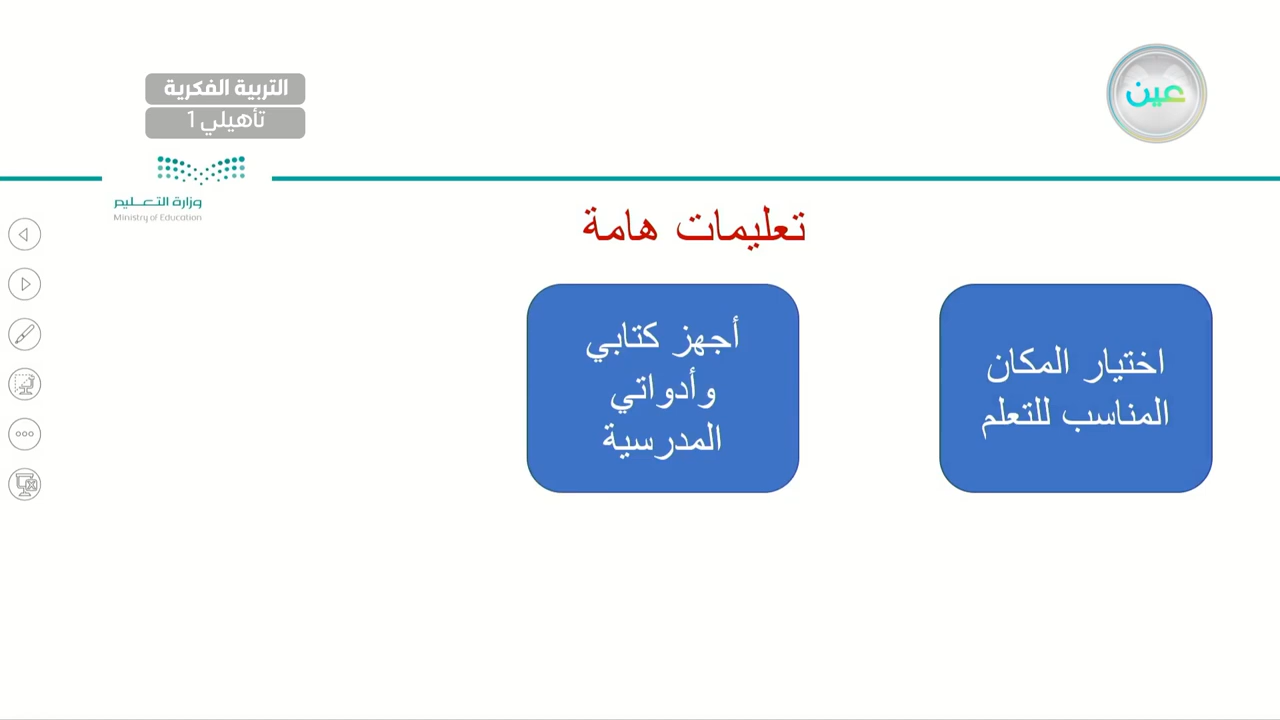 عين
التربية الفكرية
تأهيلي 1
وزارة التعليم
Ministry of Education
تعليمات هامة
اختيار المكان
المناسب للتعلم
أجهز كتابي
وأدواتي
المدرسية